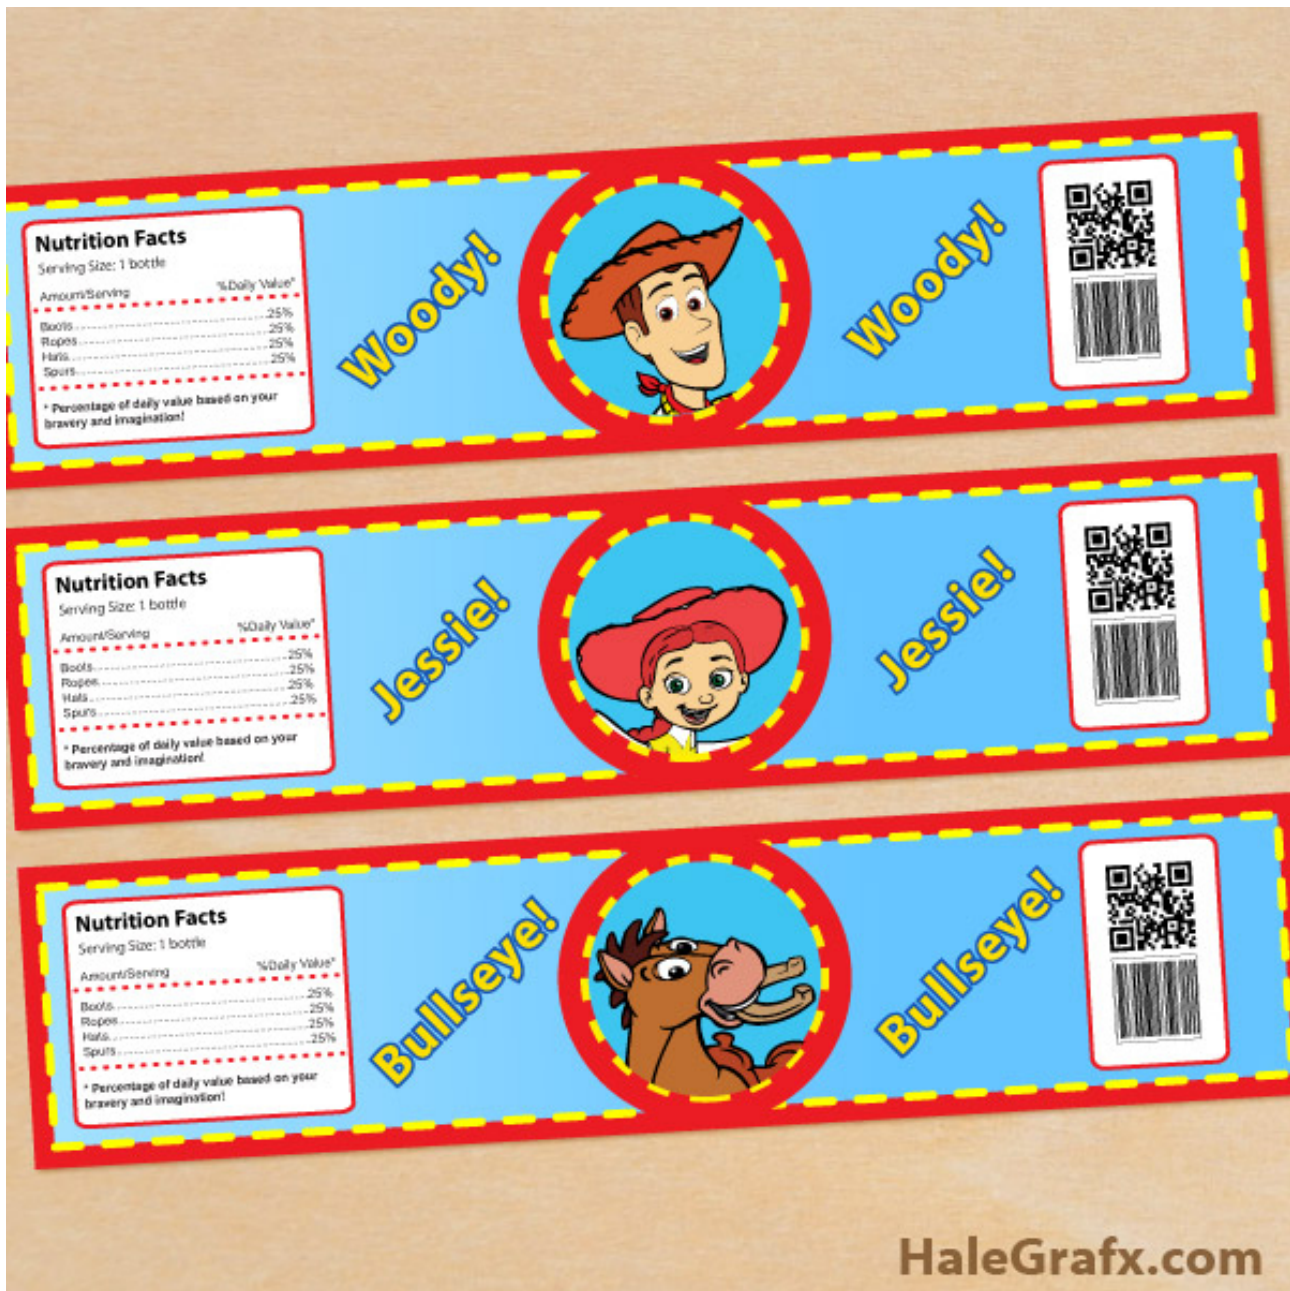 Nutrition Facts
Serving Size: 1 bottle
Amount/Serving %Daily Value*
Boots 25%
Ropes 25%
Hats 25%
Spurs 25%
* Percentage of daily value based on your
bravery and imagination!
Woody!
Woody!
Nutrition Facts
Serving Size: 1 bottle
Amount/Serving %Daily Value*
Boots 25%
Ropes 25%
Hats 25%
Spurs 25%
* Percentage of daily value based on your
bravery and imagination!
Jessie!
Jessie!
Nutrition Facts
Serving Size: 1 bottle
Amount/Serving %Daily Value*
Boots 25%
Ropes 25%
Hats 25%
Spurs 25%
* Percentage of daily value based on your
bravery and imagination!
Bullseye!
Bullseye!
HaleGrafx.com